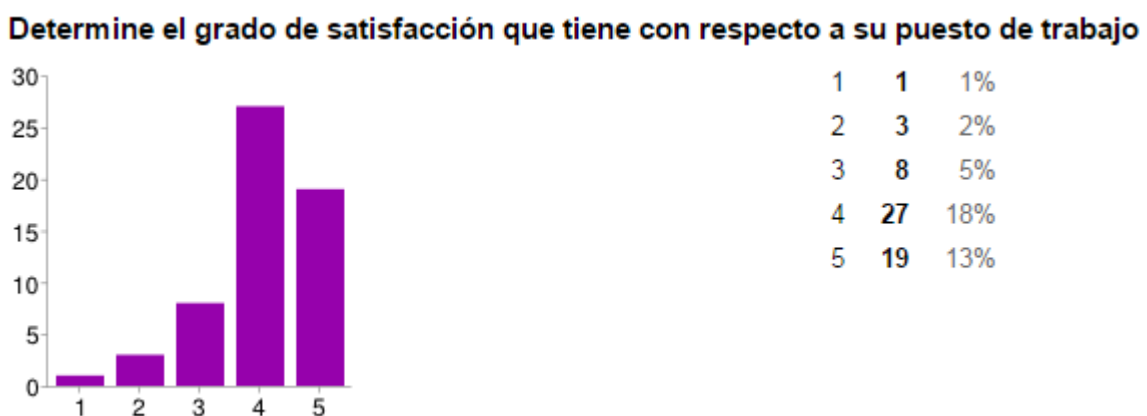 Determine el grado de satisfacción que tiene con respecto a su puesto de trabajo
30
25
20
15
10
5
0
1 2 3 4 5
1 1 1%
2 3 2%
3 8 5%
4 27 18%
5 19 13%